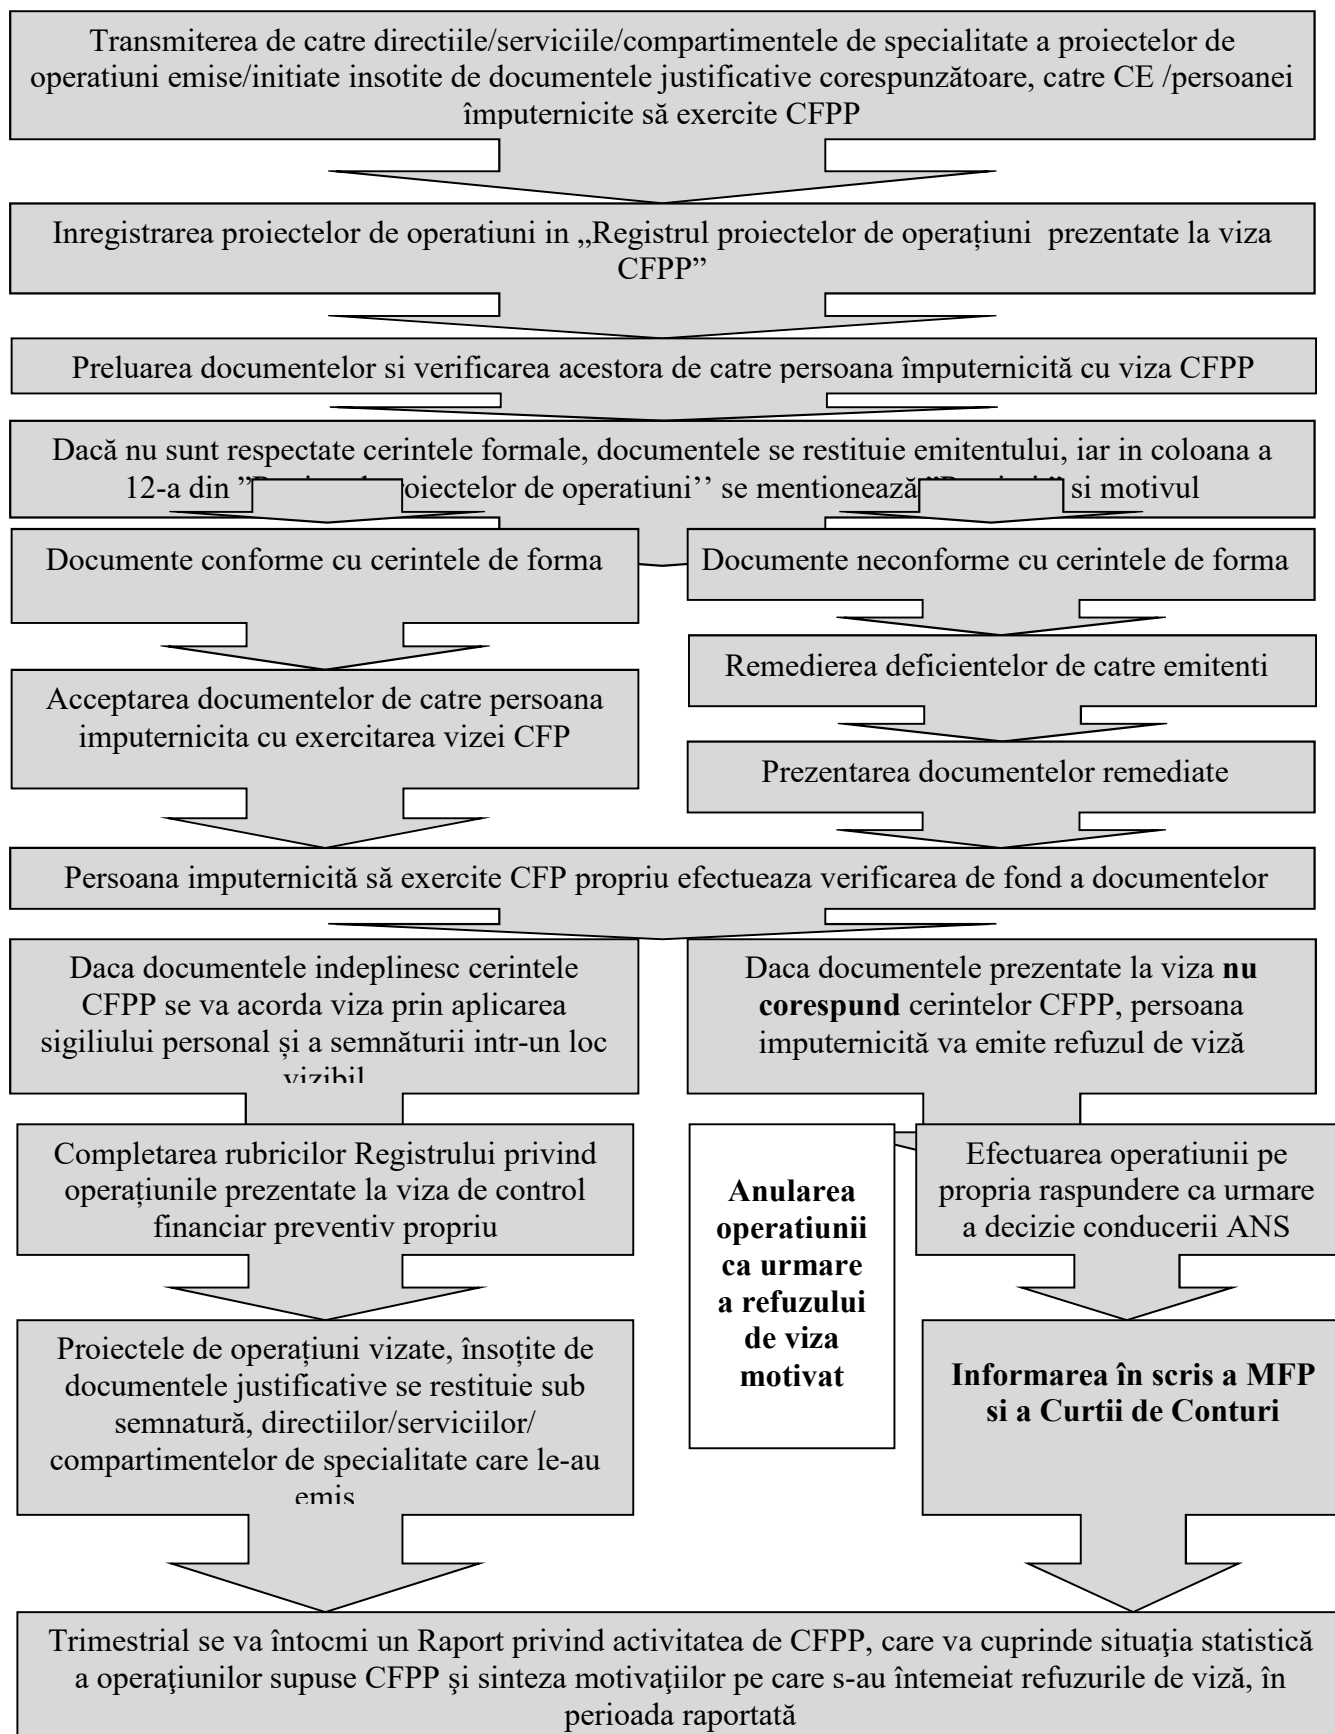 Transmiterea de catre directiile/serviciile/compartimentele de specialitate a proiectelor de
operatiuni emise/initiate insotite de documentele justificative corespunzătoare, catre CE /persoanei
împuternicite să exercite CFPP
Inregistrarea proiectelor de operatiuni in „Registrul proiectelor de operațiuni prezentate la viza
CFPP”
Preluarea documentelor si verificarea acestora de catre persoana împuternicită cu viza CFPP
Dacă nu sunt respectate cerintele formale, documentele se restituie emitentului, iar in coloana a
12-a din de operatiuni’’ se mentionează si motivul
Documente conforme cu cerintele de forma
Documente neconforme cu cerintele de forma
Acceptarea documentelor de catre persoana
imputernicita cu exercitarea vizei CFP
Remedierea deficientelor de catre emitenti
Prezentarea documentelor remediate
Persoana imputernicită să exercite CFP propriu efectueaza verificarea de fond a documentelor
Daca documentele indeplinesc cerintele
CFPP se va acorda viza prin aplicarea
sigiliului personal și a semnăturii intr-un loc
vizibil
Daca documentele prezentate la viza nu
corespund cerintelor CFPP, persoana
imputernicită va emite refuzul de viză
Completarea rubricilor Registrului privind
operațiunile prezentate la viza de control
financiar preventiv propriu
Anularea
operatiunii
ca urmare
a refuzului
de viza
motivat
Efectuarea operatiunii pe
propria raspundere ca urmare
a decizie conducerii ANS
Proiectele de operațiuni vizate, însoțite de
documentele justificative se restituie sub
semnatură, directiilor/serviciilor/
compartimentelor de specialitate care le-au
emis
Informarea în scris a MFP
si a Curtii de Conturi
Trimestrial se va întocmi un Raport privind activitatea de CFPP, care va cuprinde situaţia statistică
a operaţiunilor supuse CFPP şi sinteza motivaţiilor pe care s-au întemeiat refuzurile de viză, în
perioada raportată